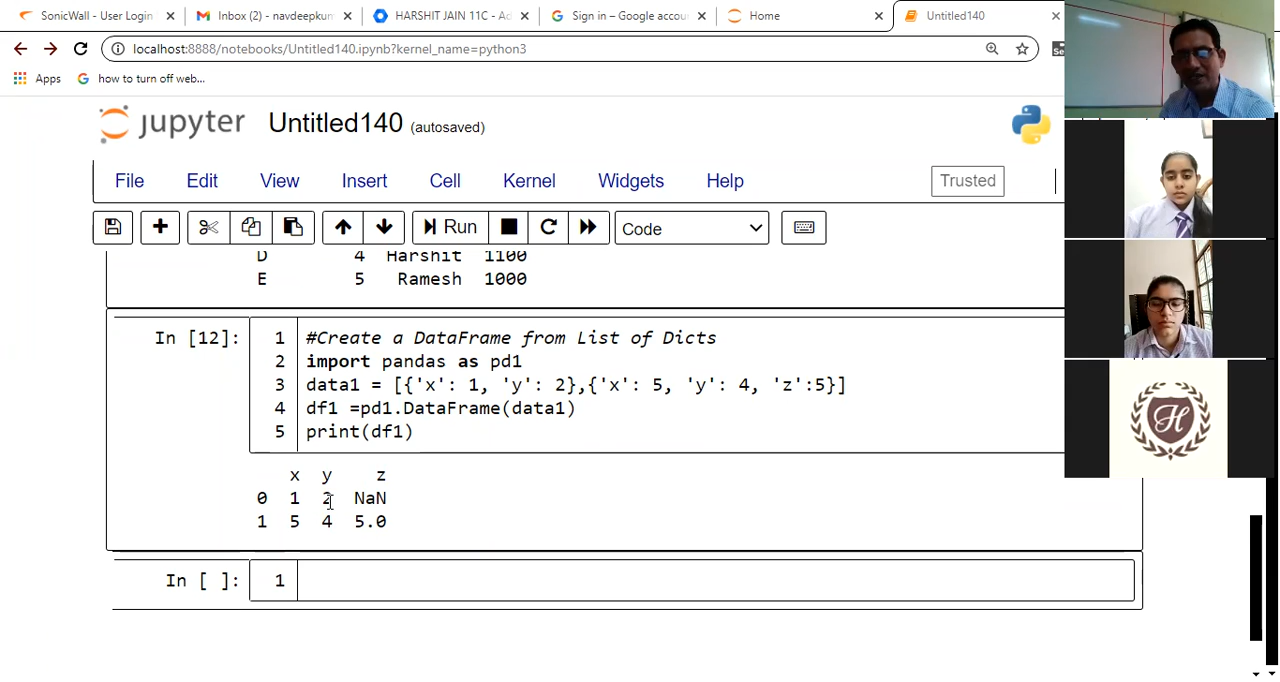 SonicWall - User Login
Inbox (2) - navdeepkum
HARSHIT JAIN 11C - Ac
Sign in – Google accou
Home
Untitled140
localhost:8888/notebooks/Untitled140.ipynb?kernel_name=python3
Se
Apps
how to turn off web...
jupyter Untitled140 (autosaved)
File Edit View Insert Cell Kernel Widgets Help
Trusted
Run
Code
D 4 Harshit 1100
E 5 Ramesh 1000
In [12]:
1 #Create a DataFrame from List of Dicts
2 import pandas as pd1
3 data1 = [{'x': 1, 'y': 2},{'x': 5, 'y': 4, 'z':5}]
4 df1 =pd1.DataFrame(data1)
5 print(df1)
x y z
0 1 2 NaN
1 5 4 5.0
In [ ]: 1
H